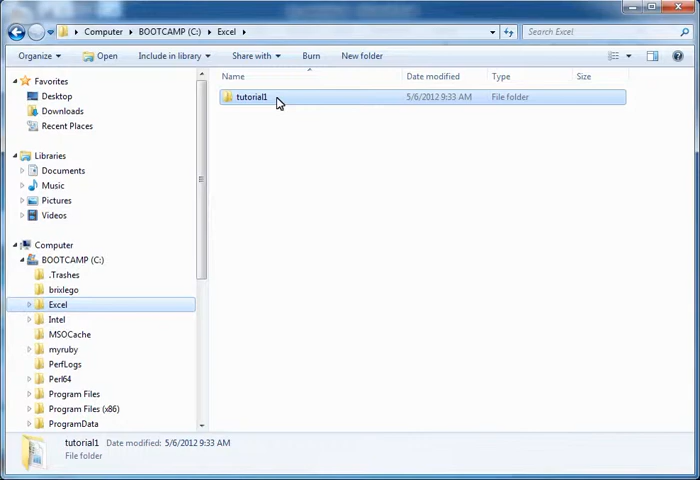 Computer ▸ BOOTCAMP (C:) ▸ Excel ▸
Search Excel
Organize Open Include in library Share with Burn New folder
Name Date modified Type Size
tutorial1 5/6/2012 9:33 AM File folder
Favorites
Desktop
Downloads
Recent Places
Libraries
Documents
Music
Pictures
Videos
Computer
BOOTCAMP (C:)
.Trashes
brixlego
Excel
Intel
MSOCache
myruby
PerfLogs
Perl64
Program Files
Program Files (x86)
ProgramData
tutorial1 Date modified: 5/6/2012 9:33 AM
File folder